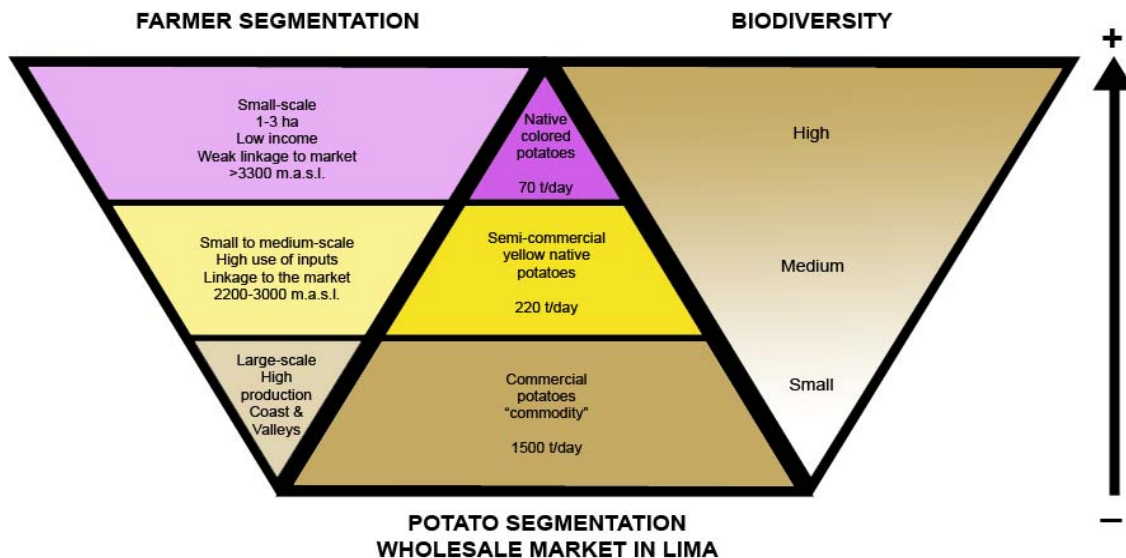 FARMER SEGMENTATION
BIODIVERSITY
+
Small-scale
1-3 ha
Low income
Weak linkage to market
>3300 m.a.s.l.
Native
colored
potatoes
70 t/day
High
Small to medium-scale
High use of inputs
Linkage to the market
2200-3000 m.a.s.l.
Semi-commercial
yellow native
potatoes
220 t/day
Medium
Large-scale
High
production
Coast &
Valleys
Commercial
potatoes
“commodity”
1500 t/day
Small
–
POTATO SEGMENTATION
WHOLESALE MARKET IN LIMA